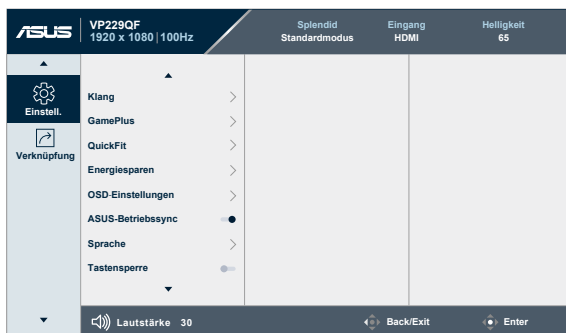 ASUS
VP229QF
1920 x 1080 | 100Hz
Splendid
Standardmodus
Eingang
HDMI
Helligkeit
65
Einstell.
Verknüpfung
Klang
GamePlus
QuickFit
Energiesparen
OSD-Einstellungen
ASUS-Betriebssync
Sprache
Tastensperre
Lautstärke 30
Back/Exit
Enter